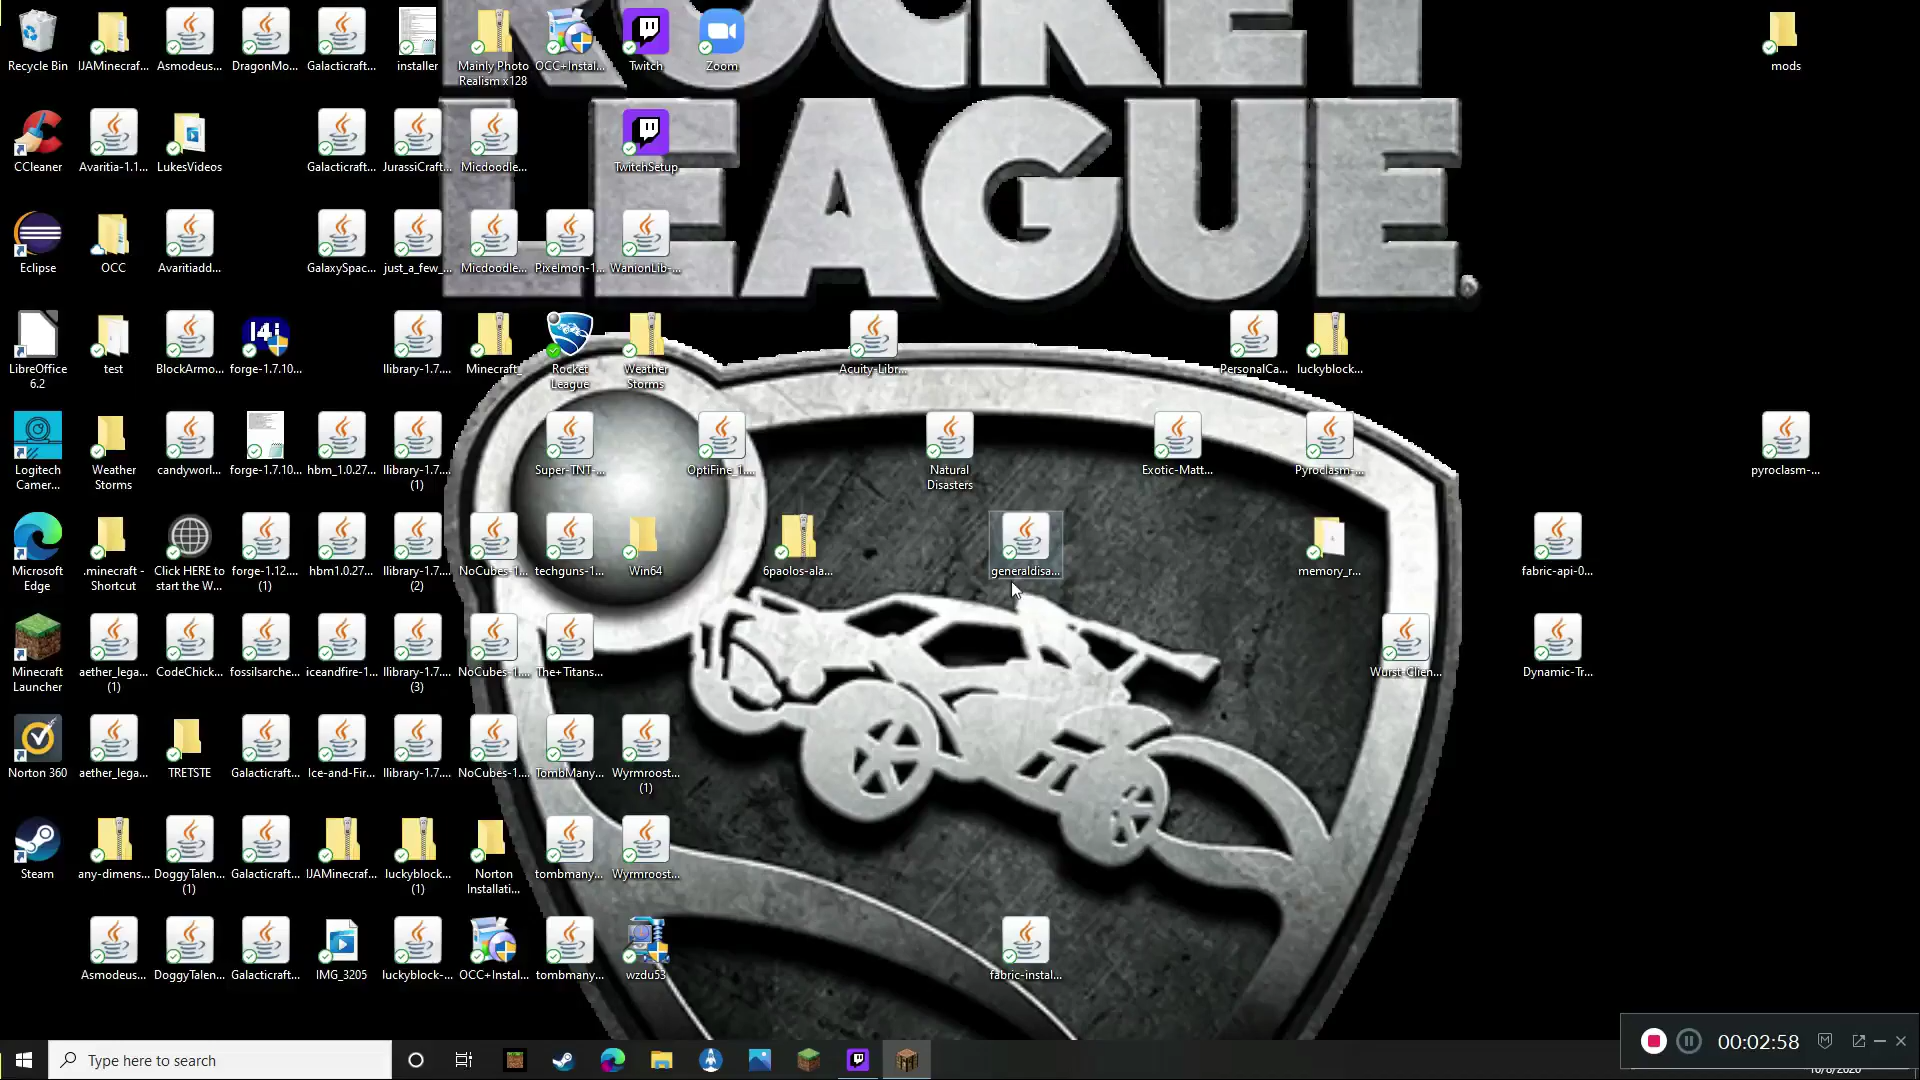 ROCKET
LEAGUE.
Recycle Bin
IJAMinecraf...
Asmodeus...
DragonMo...
Galacticraft...
installer
Mainly Photo
Realism x128
OCC+Instal...
Twitch
Zoom
mods
CCleaner
Avaritia-1.1...
LukesVideos
Galacticraft...
JurassiCraft...
Micdoodle...
TwitchSetup
Eclipse
OCC
Avaritiadd...
GalaxySpac...
just_a_few_...
Micdoodle...
Pixelmon-1...
WanionLib-...
LibreOffice
6.2
test
BlockArmo...
14i
forge-1.7.10...
llibrary-1.7....
Minecraft_
Rocket
League
Weather
Storms
Acuity-Libr...
PersonalCa...
luckyblock...
Logitech
Camer...
Weather
Storms
candyworl...
forge-1.7.10...
hbm_1.0.27...
llibrary-1.7....
(1)
Super-TNT-...
OptiFine_1....
Natural
Disasters
Exotic-Matt...
Pyroclasm-...
pyroclasm-...
Microsoft
Edge
.minecraft -
Shortcut
Click HERE to
start the W...
forge-1.12....
(1)
hbm1.0.27...
llibrary-1.7....
(2)
NoCubes-1....
techguns-1...
Win64
6paolos-ala...
generaldisa...
memory_r...
fabric-api-0...
Minecraft
Launcher
aether_lega...
(1)
CodeChick...
fossilsarche...
iceandfire-1...
llibrary-1.7....
(3)
NoCubes-1....
The+Titans...
Wurst-Clien...
Dynamic-Tr...
Norton 360
aether_lega...
TRETSTE
Galacticraft...
Ice-and-Fir...
llibrary-1.7....
NoCubes-1....
TombMany...
Wyrmroost...
(1)
Steam
any-dimens...
DoggyTalen...
(1)
Galacticraft...
IJAMinecraf...
luckyblock...
(1)
Norton
Installati...
tombmany...
Wyrmroost...
Asmodeus...
DoggyTalen...
Galacticraft...
IMG_3205
luckyblock-...
OCC+Instal...
tombmany...
wzdu53
fabric-instal...
Type here to search
00:02:58